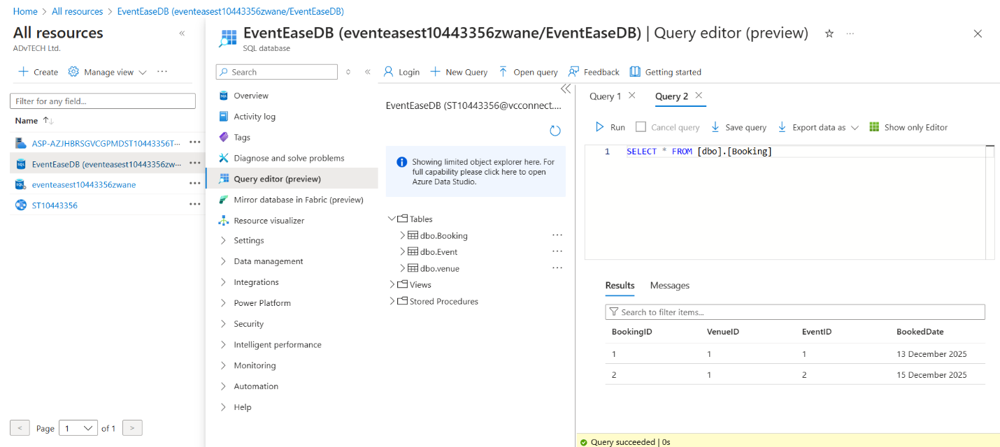 Home > All resources > EventEaseDB (eventeasest10443356zwane/EventEaseDB)
All resources
ADvTECH Ltd.
Create Manage view ...
Filter for any field...
Name
ASP-AZJHBRSGVCGPMDST10443356T...
EventEaseDB (eventeasest10443356zw...
eventeasest10443356zwane
ST10443356
< Page 1 of 1 >
EventEaseDB (eventeasest10443356zwane/EventEaseDB) | Query editor (preview)
SQL database
Search
Overview
Activity log
Tags
Diagnose and solve problems
Query editor (preview)
Mirror database in Fabric (preview)
Resource visualizer
Settings
Data management
Integrations
Power Platform
Security
Intelligent performance
Monitoring
Automation
Help
Login New Query Open query Feedback Getting started
EventEaseDB (ST10443356@vcconnect....
Showing limited object explorer here. For
full capability please click here to open
Azure Data Studio.
Tables
dbo.Booking
dbo.Event
dbo.venue
Views
Stored Procedures
Query 1 Query 2
Run Cancel query Save query Export data as Show only Editor
1 SELECT * FROM [dbo].[Booking]
Results Messages
Search to filter items...
BookingID VenueID EventID BookedDate
1 1 1 13 December 2025
2 1 2 15 December 2025
Query succeeded | 0s